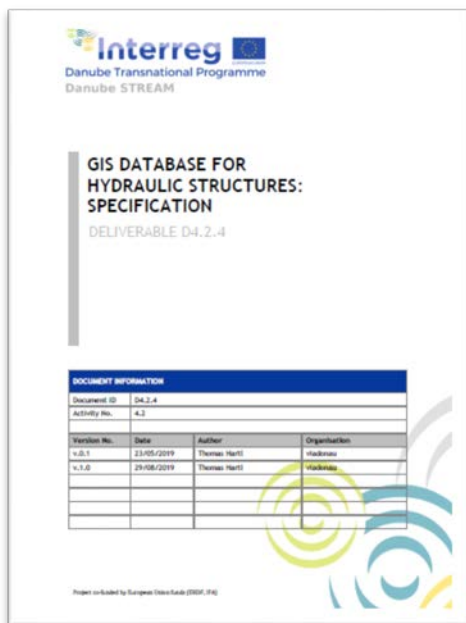 Interreg
EUROPEAN UNION
Danube Transnational Programme
Danube STREAM
GIS DATABASE FOR
HYDRAULIC STRUCTURES:
SPECIFICATION
DELIVERABLE D4.2.4
DOCUMENT INFORMATION
Document ID D4.2.4
Activity No. 4.2
Version No. Date Author Organisation
v.0.1 23/05/2019 Thomas Hartl viadonau
v.1.0 29/08/2019 Thomas Hartl viadonau
Project co-funded by European Union funds (ERDF, IPA)